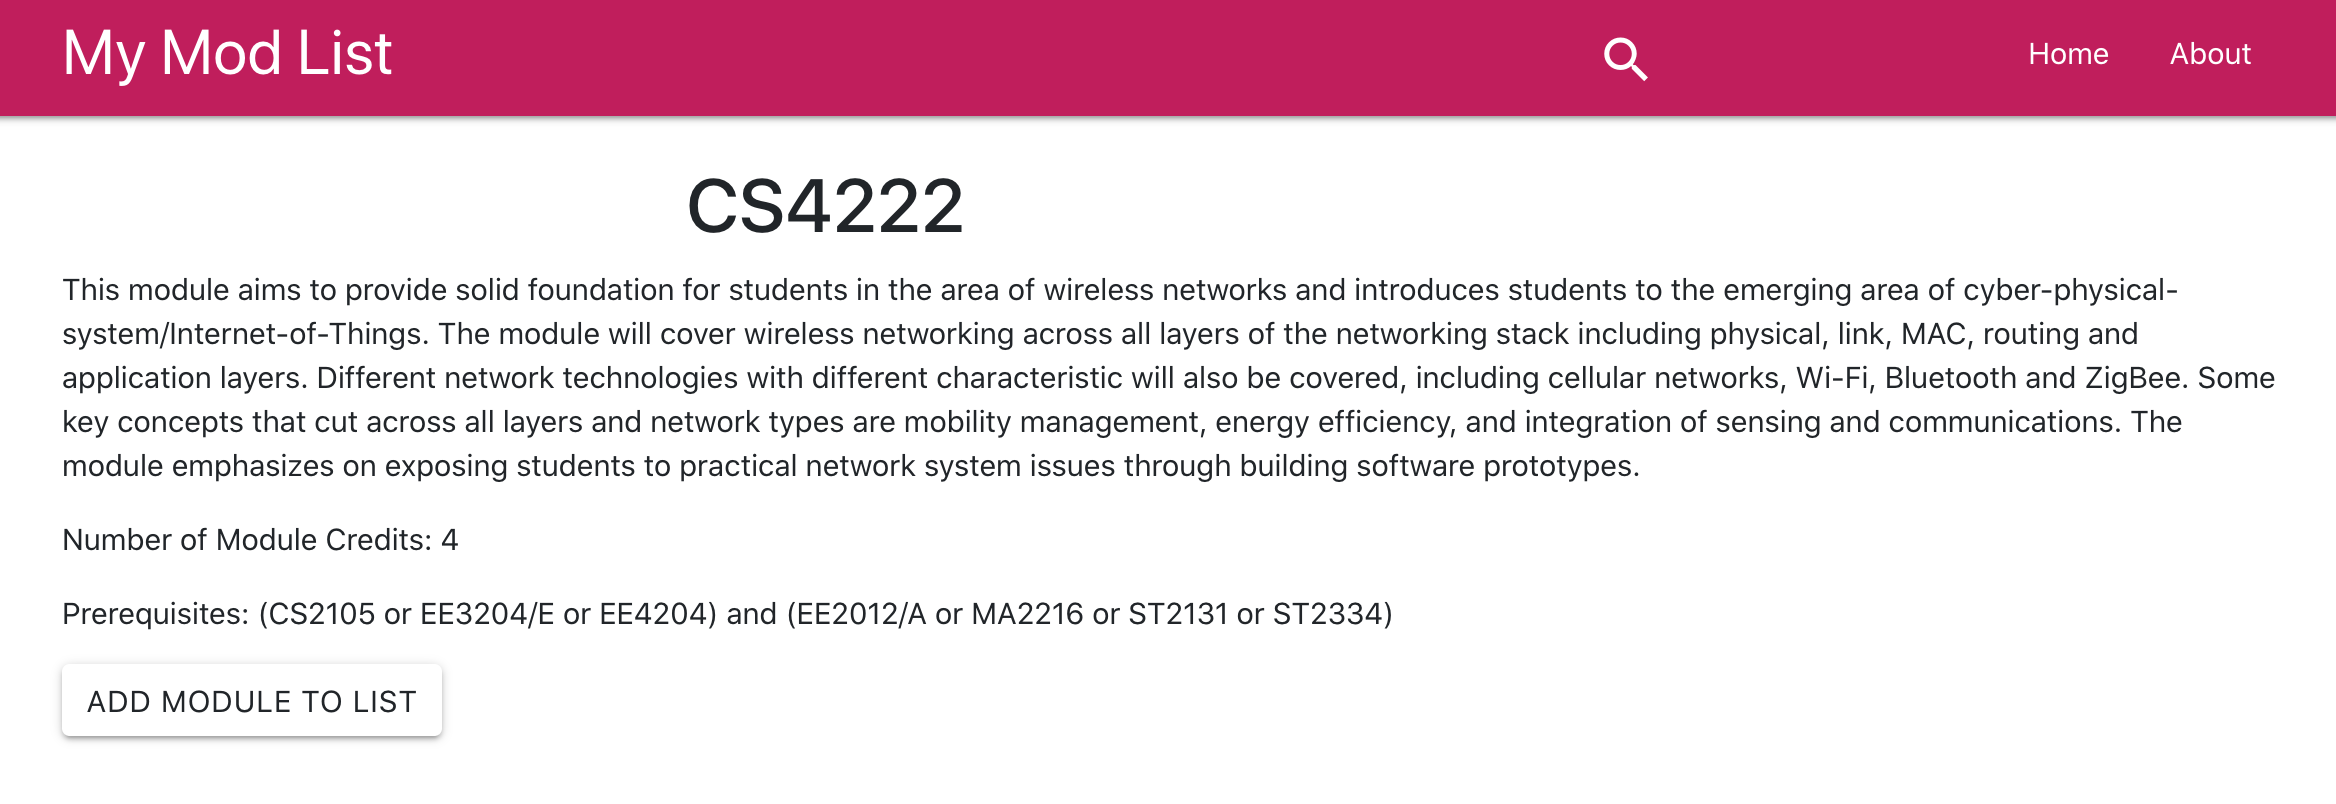 My Mod List
Home
About
CS4222
This module aims to provide solid foundation for students in the area of wireless networks and introduces students to the emerging area of cyber-physical-
system/Internet-of-Things. The module will cover wireless networking across all layers of the networking stack including physical, link, MAC, routing and
application layers. Different network technologies with different characteristic will also be covered, including cellular networks, Wi-Fi, Bluetooth and ZigBee. Some
key concepts that cut across all layers and network types are mobility management, energy efficiency, and integration of sensing and communications. The
module emphasizes on exposing students to practical network system issues through building software prototypes.
Number of Module Credits: 4
Prerequisites: (CS2105 or EE3204/E or EE4204) and (EE2012/A or MA2216 or ST2131 or ST2334)
ADD MODULE TO LIST